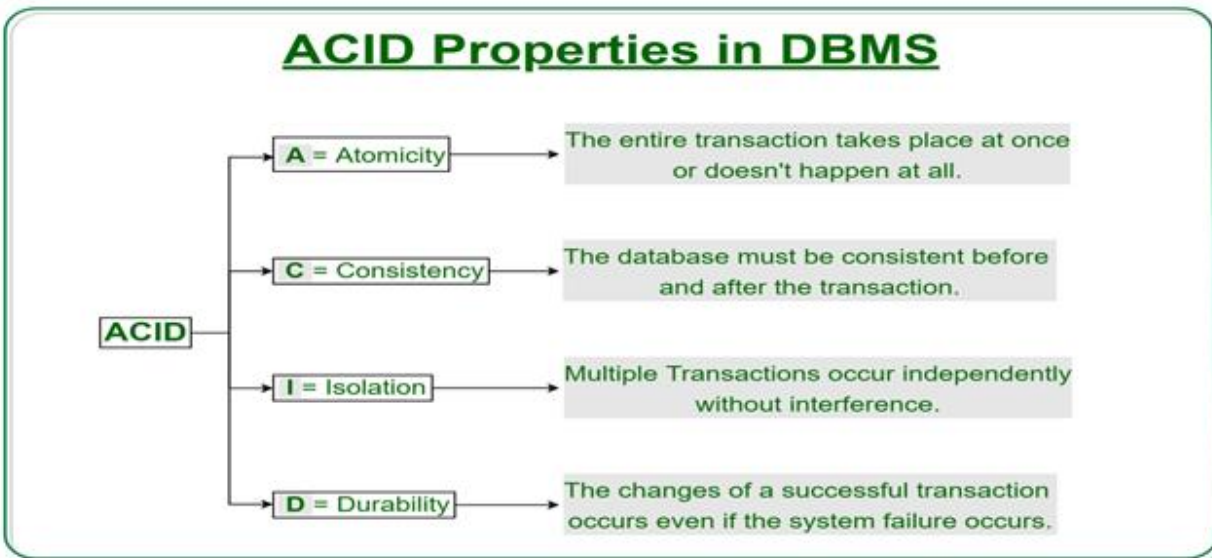 ACID Properties in DBMS
A = Atomicity
The entire transaction takes place at once
or doesn't happen at all.
C = Consistency
The database must be consistent before
and after the transaction.
ACID
I = Isolation
Multiple Transactions occur independently
without interference.
D = Durability
The changes of a successful transaction
occurs even if the system failure occurs.